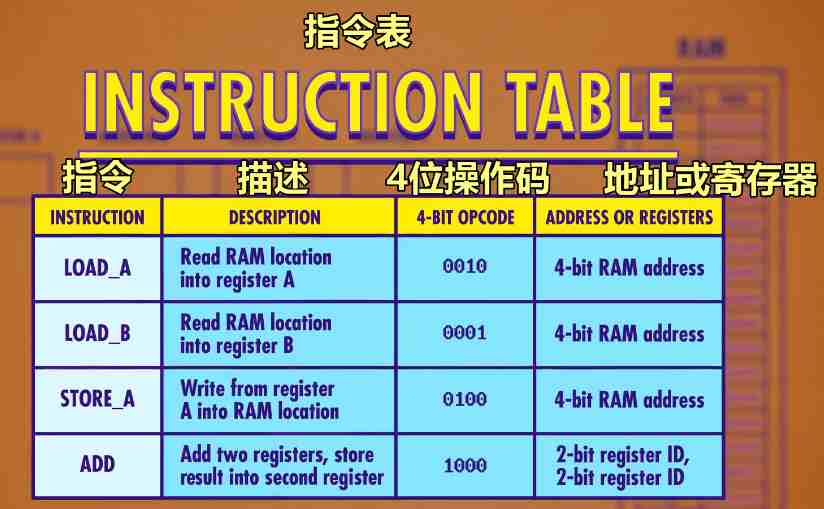 指令表
INSTRUCTION TABLE
指令 描述 4位操作码 地址或寄存器
INSTRUCTION DESCRIPTION 4-BIT OPCODE ADDRESS OR REGISTERS
LOAD_A Read RAM location into register A 0010 4-bit RAM address
LOAD_B Read RAM location into register B 0001 4-bit RAM address
STORE_A Write from register A into RAM location 0100 4-bit RAM address
ADD Add two registers, store result into second register 1000 2-bit register ID, 2-bit register ID